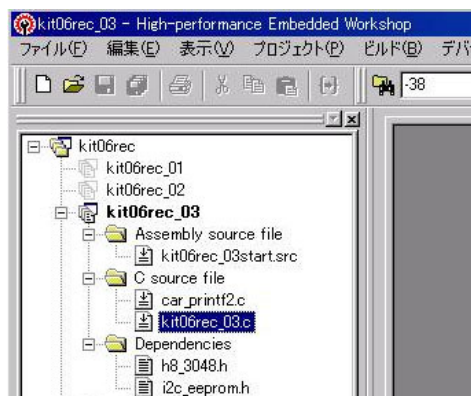 kit06rec_03 - High-performance Embedded Workshop
ファイル(F) 編集(E) 表示(V) プロジェクト(P) ビルド(B) デバ
-38
kit06rec
kit06rec_01
kit06rec_02
kit06rec_03
Assembly source file
kit06rec_03start.src
C source file
car_printf2.c
kit06rec_03.c
Dependencies
h8_3048.h
i2c_eeprom.h